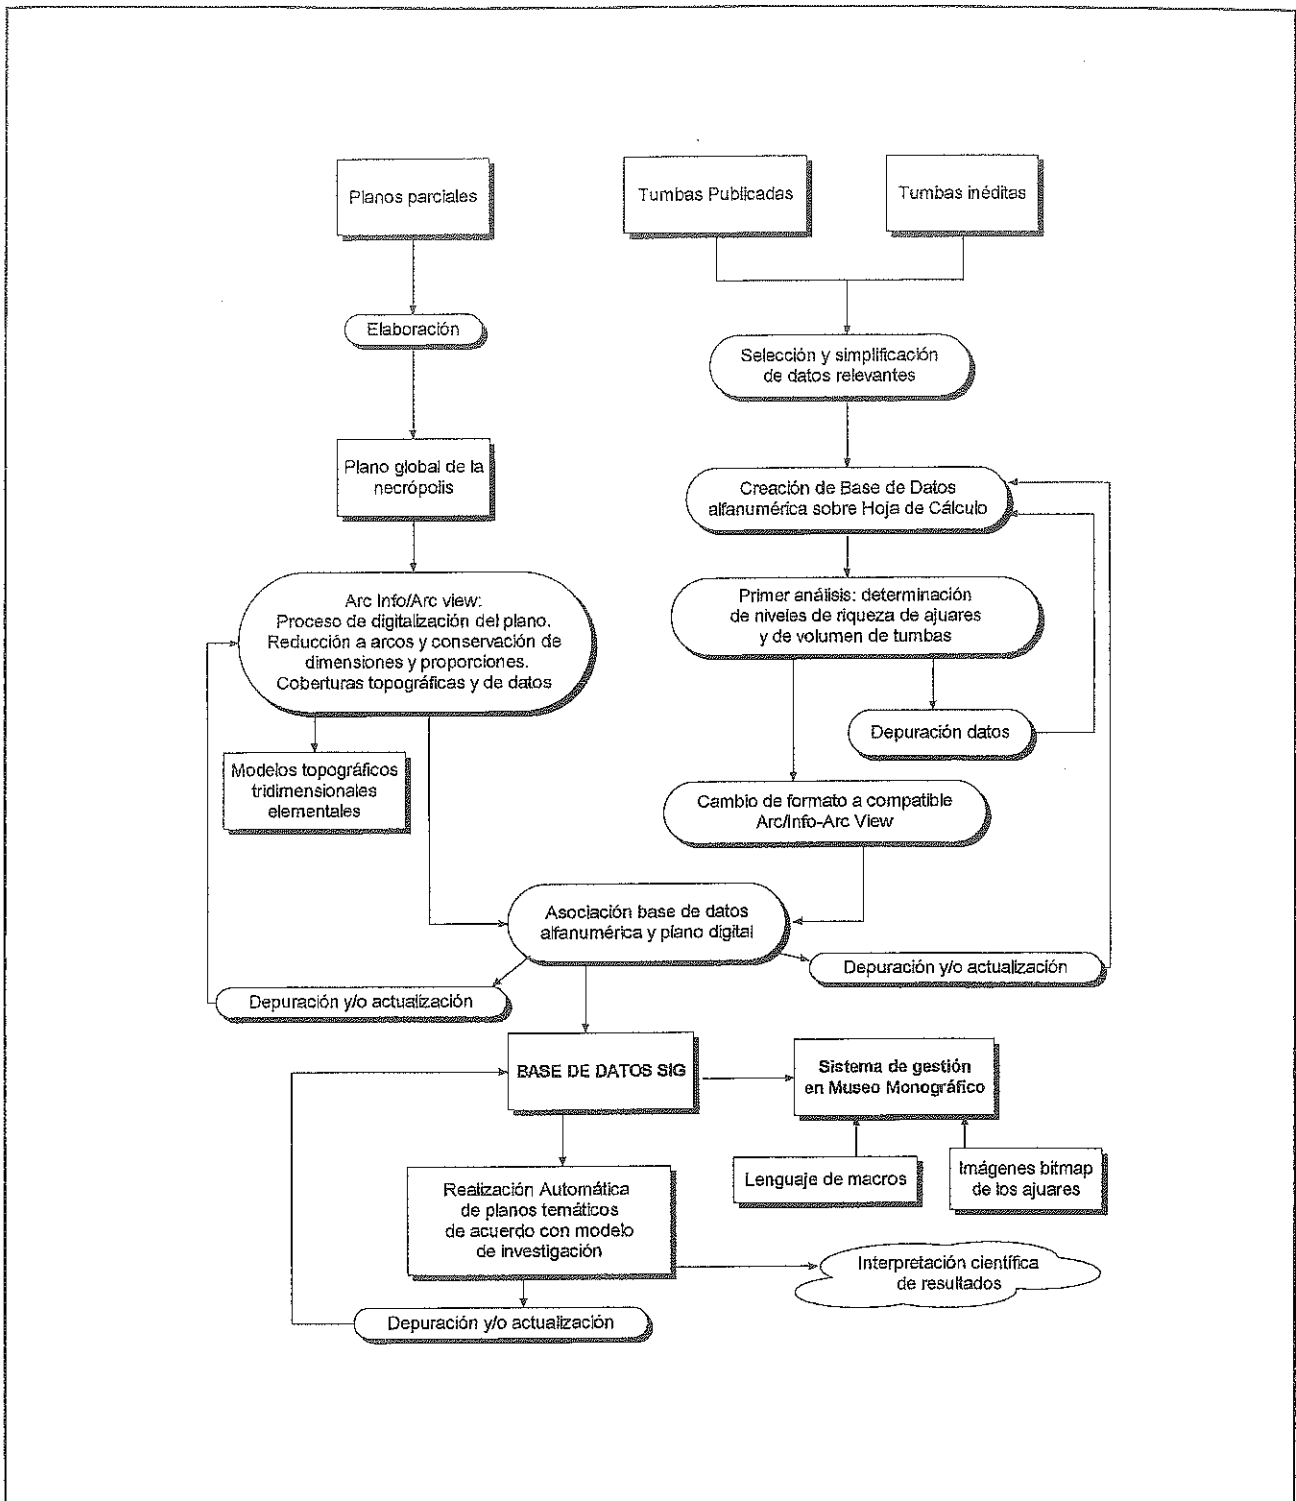 Planos parciales
Tumbas Publicadas
Tumbas inéditas
Elaboración
Selección y simplificación
de datos relevantes
Plano global de la
necrópolis
Creación de Base de Datos
alfanumérica sobre Hoja de Cálculo
Arc Info/Arc view:
Proceso de digitalización del plano.
Reducción a arcos y conservación de
dimensiones y proporciones.
Coberturas topográficas y de datos
Primer análisis: determinación
de niveles de riqueza de ajuares
y de volumen de tumbas
Depuración datos
Modelos topográficos
tridimensionales
elementales
Cambio de formato a compatible
Arc/Info-Arc View
Asociación base de datos
alfanumérica y plano digital
Depuración y/o actualización
Depuración y/o actualización
BASE DE DATOS SIG
Sistema de gestión
en Museo Monográfico
Lenguaje de macros
Imágenes bitmap
de los ajuares
Realización Automática
de planos temáticos
de acuerdo con modelo
de investigación
Interpretación científica
de resultados
Depuración y/o actualización